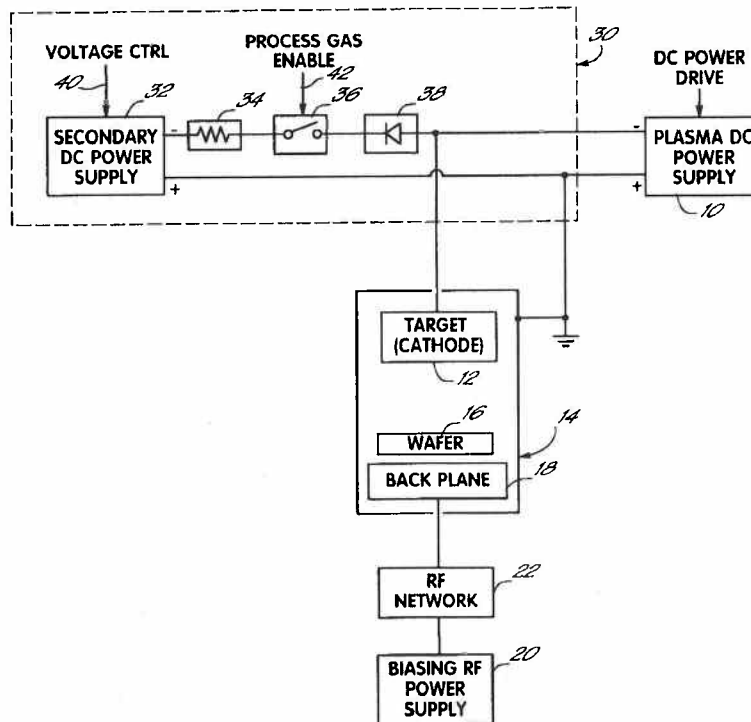 VOLTAGE CTRL
PROCESS GAS
ENABLE
30
DC POWER
DRIVE
40
32
42
34
36
38
SECONDARY
DC POWER
SUPPLY
-
+
-
+
PLASMA DC
POWER
SUPPLY
10
TARGET
(CATHODE)
12
16
WAFER
14
BACK PLANE
18
RF
NETWORK
22
BIASING RF
POWER
SUPPLY
20